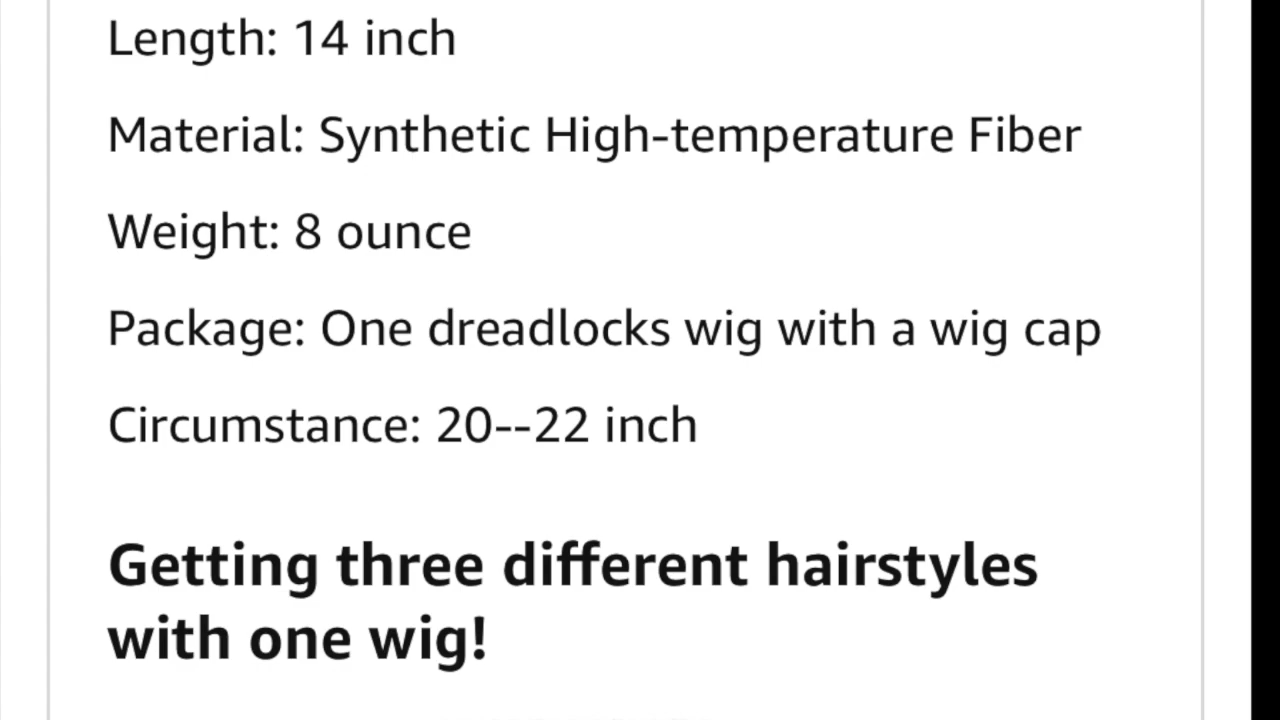 Length: 14 inch
Material: Synthetic High-temperature Fiber
Weight: 8 ounce
Package: One dreadlocks wig with a wig cap
Circumstance: 20--22 inch
Getting three different hairstyles
with one wig!